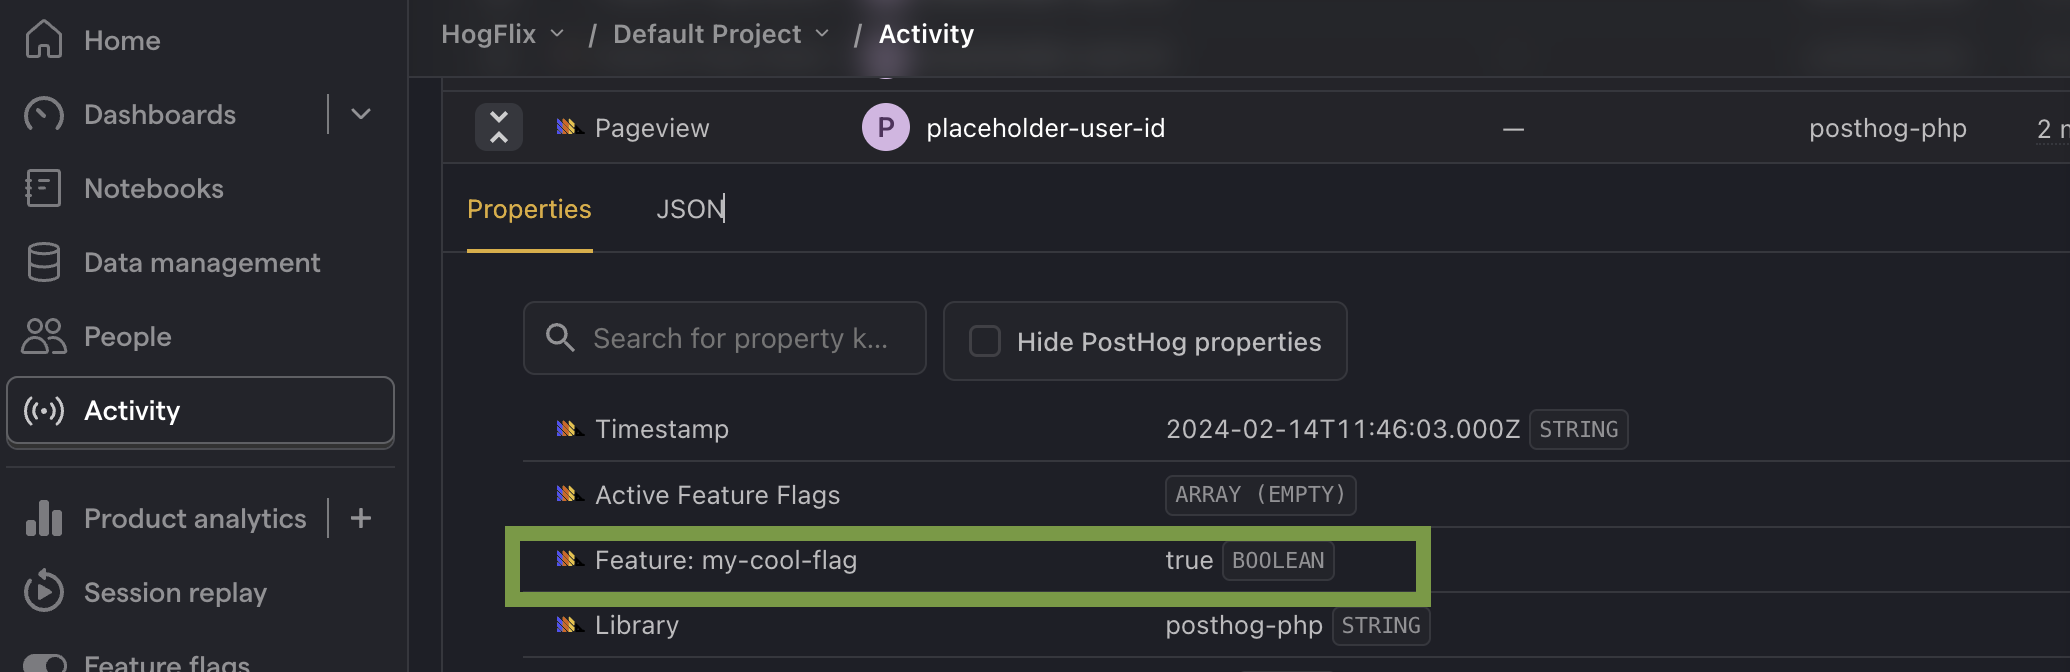 Home
Dashboards
Notebooks
Data management
People
Activity
Product analytics
Session replay
Feature flags
HogFlix / Default Project / Activity
Pageview P placeholder-user-id — posthog-php 2
Properties JSON
Search for property k... Hide PostHog properties
Timestamp 2024-02-14T11:46:03.000Z STRING
Active Feature Flags ARRAY (EMPTY)
Feature: my-cool-flag true BOOLEAN
Library posthog-php STRING